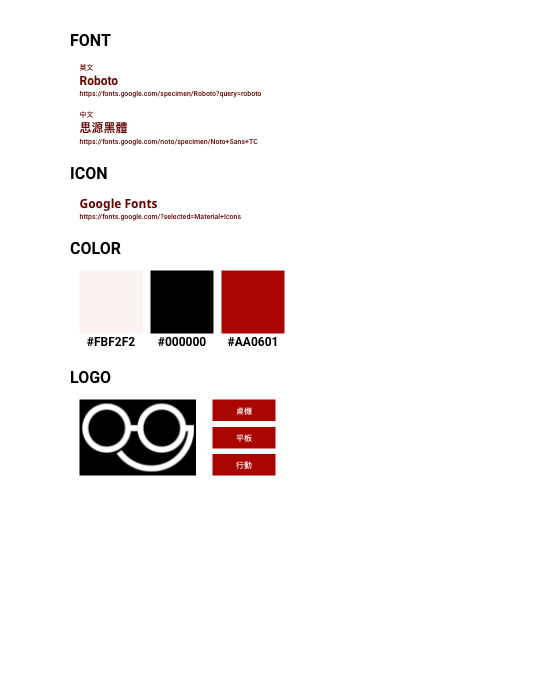 FONT
英文
Roboto
https://fonts.google.com/specimen/Roboto?query=roboto
中文
思源黑體
https://fonts.google.com/noto/specimen/Noto+Sans+TC
ICON
Google Fonts
https://fonts.google.com/?selected=Material+Icons
COLOR
#FBF2F2 #000000 #AA0601
LOGO
桌機
平板
行動